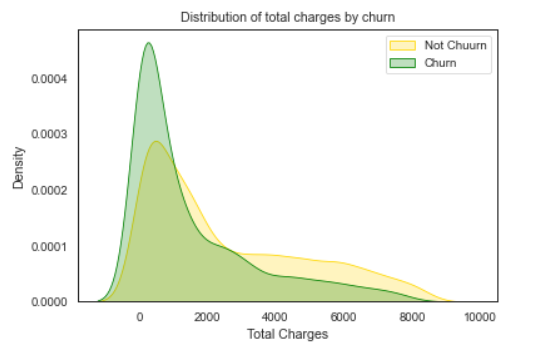 Distribution of total charges by churn
Not Chuurn
Churn
0.0004
0.0003
0.0002
0.0001
0.0000
Density
0 2000 4000 6000 8000 10000
Total Charges